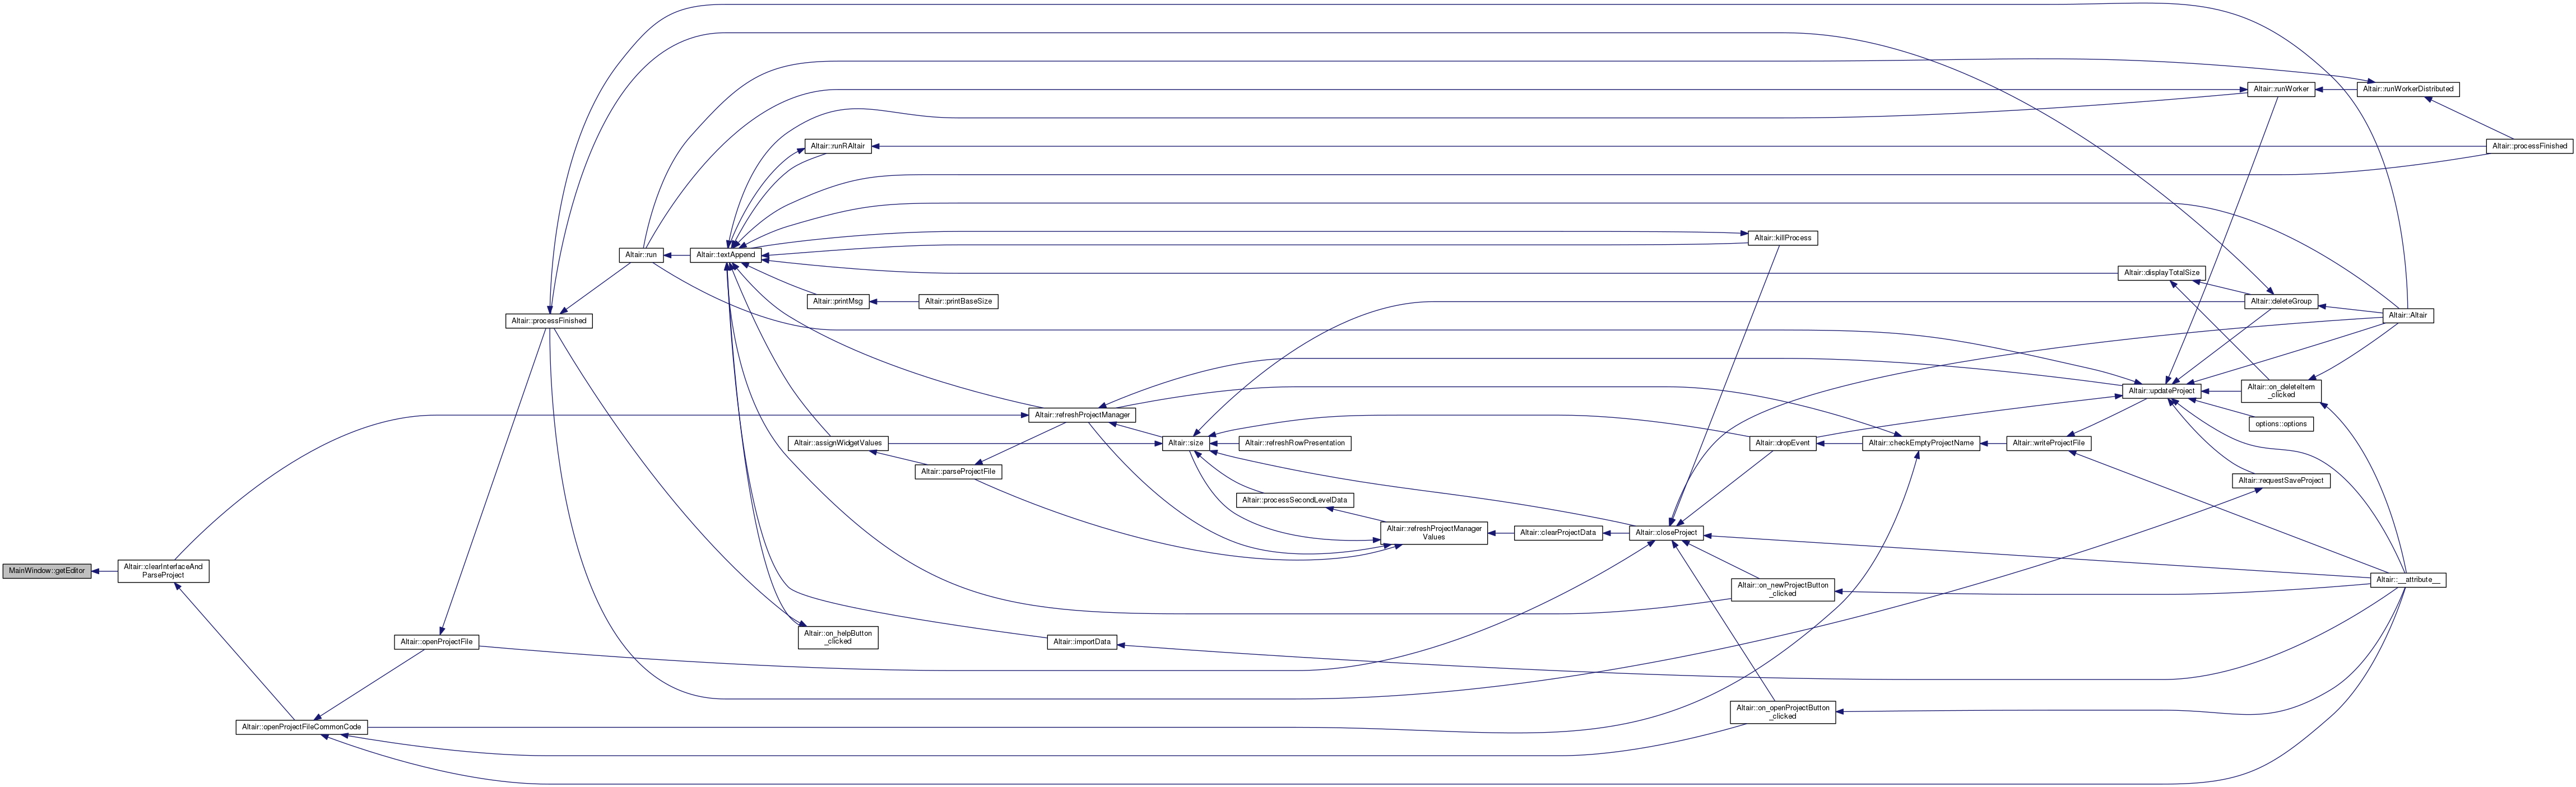 Altair::runWorker
Altair::runWorkerDistributed
Altair::runRAltair
Altair::processFinished
Altair::killProcess
Altair::run
Altair::textAppend
Altair::displayTotalSize
Altair::printMsg
Altair::printBaseSize
Altair::deleteGroup
Altair::Altair
Altair::processFinished
Altair::updateProject
Altair::on_deleteItem
_clicked
Altair::refreshProjectManager
options::options
Altair::assignWidgetValues
Altair::size
Altair::refreshRowPresentation
Altair::dropEvent
Altair::checkEmptyProjectName
Altair::writeProjectFile
Altair::parseProjectFile
Altair::requestSaveProject
Altair::processSecondLevelData
Altair::refreshProjectManager
Values
Altair::clearProjectData
Altair::closeProject
MainWindow::getEditor
Altair::clearInterfaceAnd
ParseProject
Altair::__attribute__
Altair::on_newProjectButton
_clicked
Altair::openProjectFile
Altair::on_helpButton
_clicked
Altair::importData
Altair::on_openProjectButton
_clicked
Altair::openProjectFileCommonCode